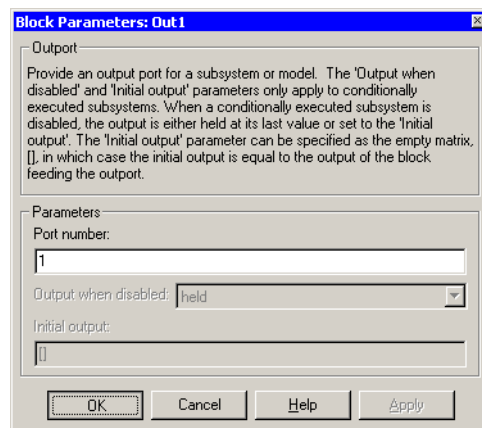 Block Parameters: Out1
Outport
Provide an output port for a subsystem or model.  The 'Output when
disabled' and 'Initial output' parameters only apply to conditionally
executed subsystems. When a conditionally executed subsystem is
disabled, the output is either held at its last value or set to the 'Initial
output'. The 'Initial output' parameter can be specified as the empty matrix,
[], in which case the initial output is equal to the output of the block
feeding the outport.
Parameters
Port number:
1
Output when disabled: held
Initial output:
[]
OK Cancel Help Apply